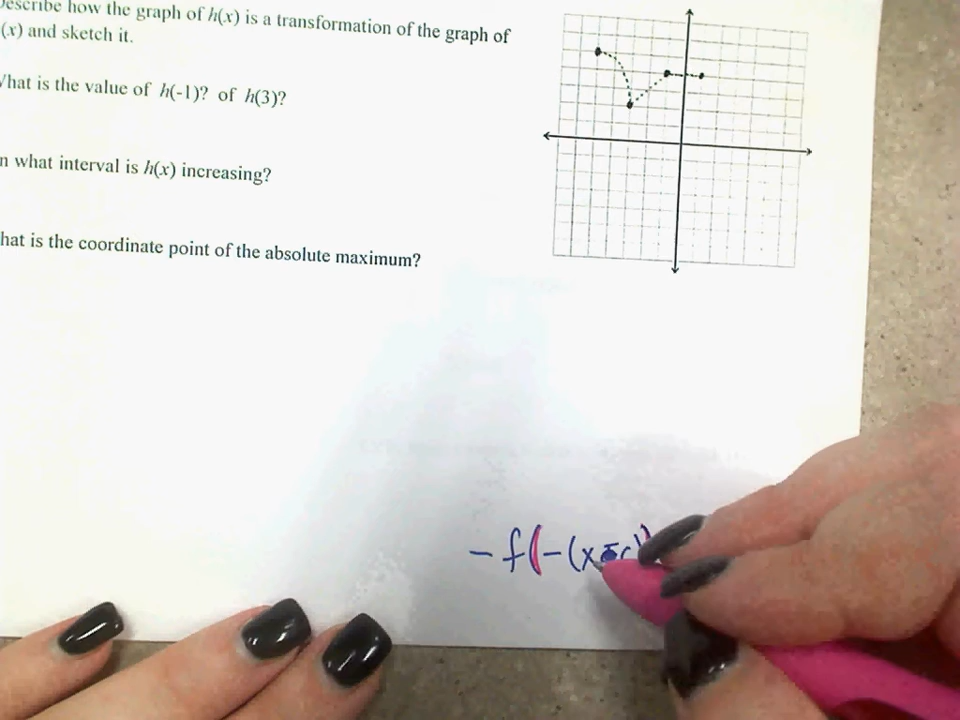 escribe how the graph of h(x) is a transformation of the graph of
(x) and sketch it.
hat is the value of h(-1)? of h(3)?
n what interval is h(x) increasing?
hat is the coordinate point of the absolute maximum?
- f(-(x